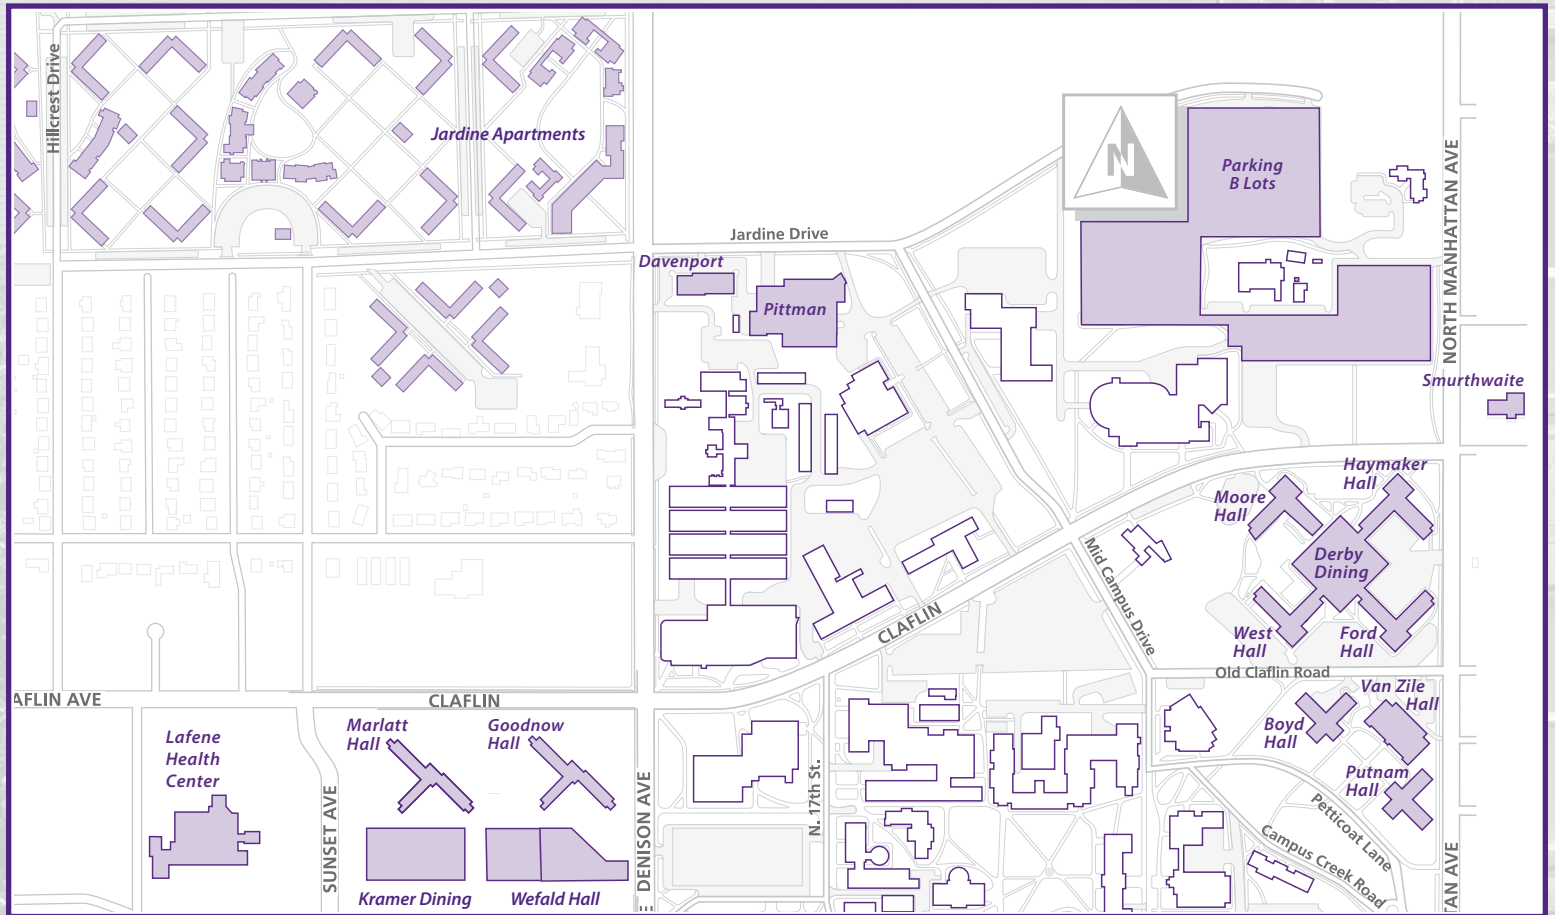 Hillcrest Drive
Jardine Apartments
N
Parking
B Lots
NORTH MANHATTAN AVE
Jardine Drive
Davenport
Pittman
Smurthwaite
Haymaker
Hall
Moore
Hall
Derby
Dining
Mid Campus Drive
CLAFLIN
West
Hall
Ford
Hall
Old Claflin Road
AFLIN AVE
CLAFLIN
Van Zile
Hall
Boyd
Hall
Marlatt
Hall
Goodnow
Hall
Lafene
Health
Center
Putnam
Hall
Petticoat Lane
Campus Creek Road
SUNSET AVE
DENISON AVE
N. 17th St.
Kramer Dining
Wefald Hall
E
TAN AVE